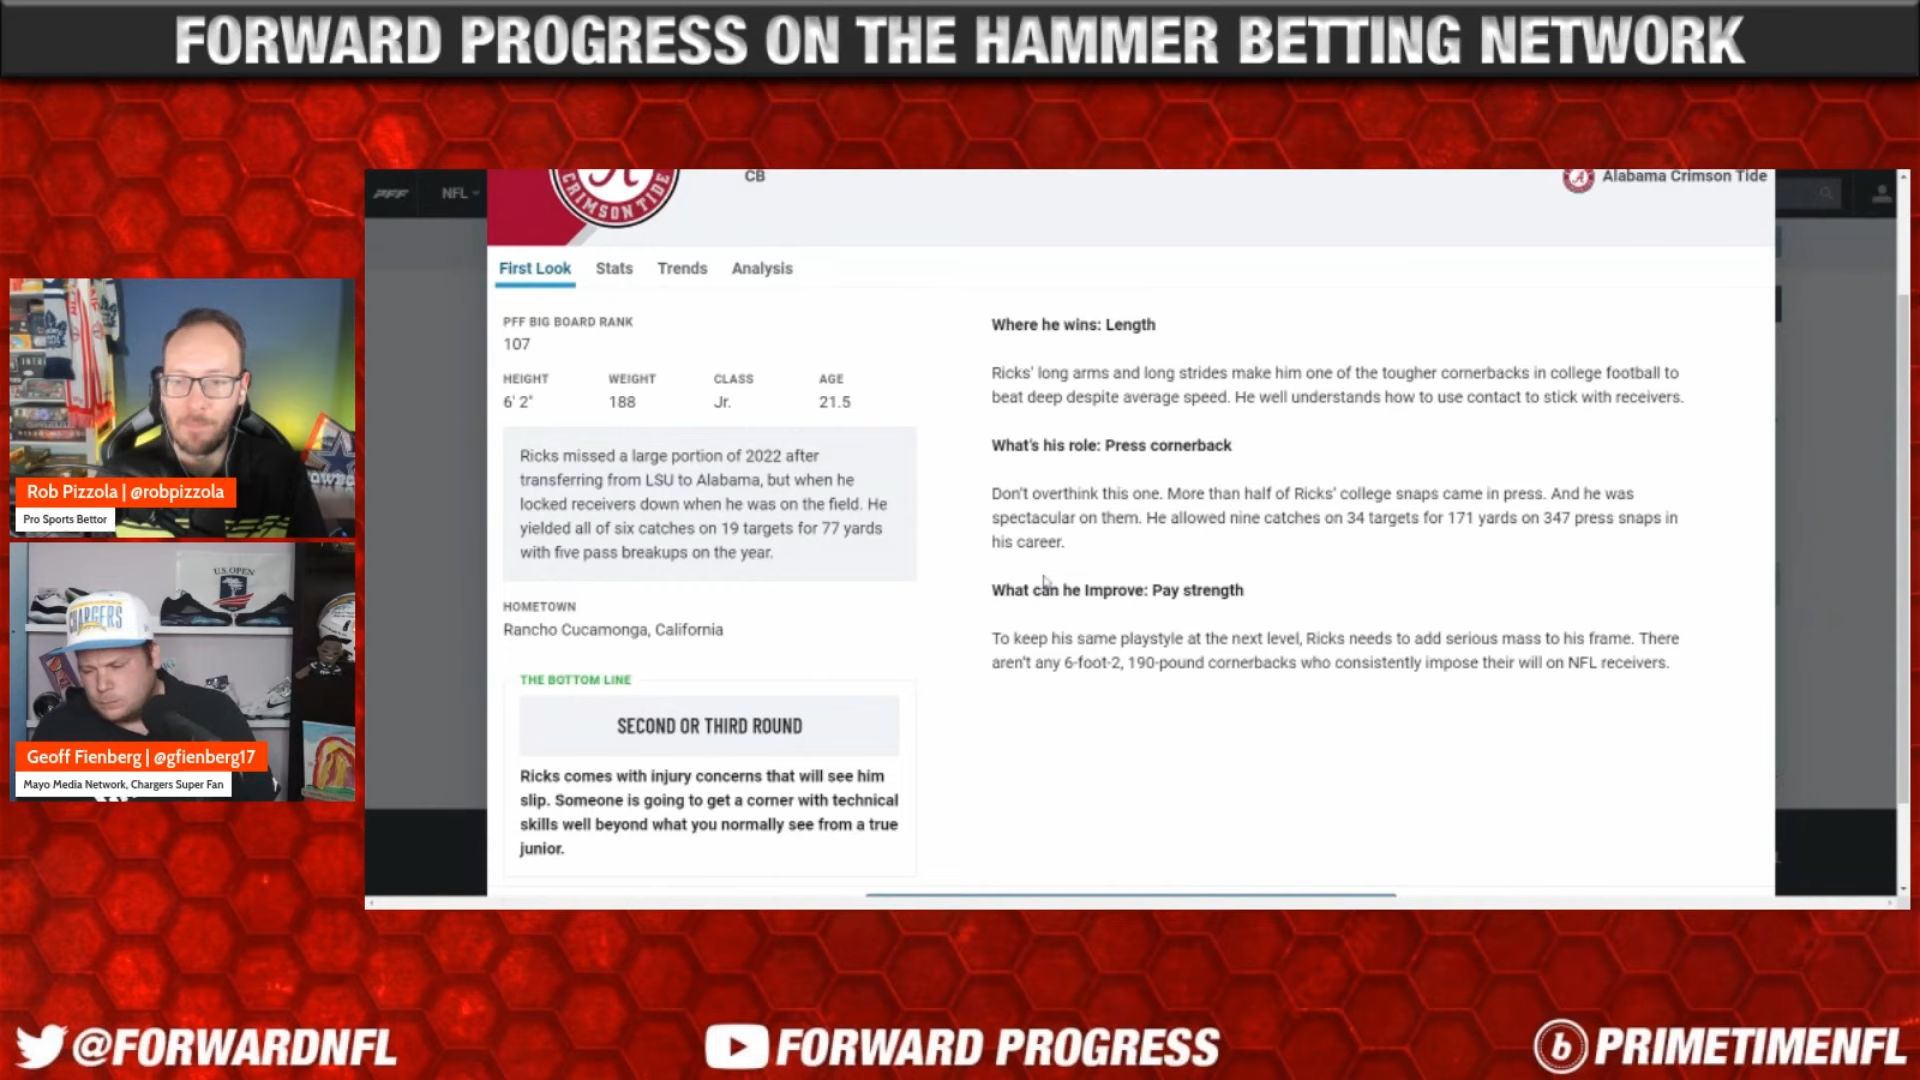 FORWARD PROGRESS ON THE HAMMER BETTING NETWORK
PFF
NFL
CRIMSON TIDE
CB
Alabama Crimson Tide
First Look
Stats
Trends
Analysis
PFF BIG BOARD RANK
107
HEIGHT
WEIGHT
CLASS
AGE
6' 2"
188
Jr.
21.5
Ricks missed a large portion of 2022 after
transferring from LSU to Alabama, but when he
locked receivers down when he was on the field. He
yielded all of six catches on 19 targets for 77 yards
with five pass breakups on the year.
HOMETOWN
Rancho Cucamonga, California
THE BOTTOM LINE
SECOND OR THIRD ROUND
Ricks comes with injury concerns that will see him
slip. Someone is going to get a corner with technical
skills well beyond what you normally see from a true
junior.
Where he wins: Length
Ricks' long arms and long strides make him one of the tougher cornerbacks in college football to
beat deep despite average speed. He well understands how to use contact to stick with receivers.
What's his role: Press cornerback
Don't overthink this one. More than half of Ricks' college snaps came in press. And he was
spectacular on them. He allowed nine catches on 34 targets for 171 yards on 347 press snaps in
his career.
What can he Improve: Pay strength
To keep his same playstyle at the next level, Ricks needs to add serious mass to his frame. There
aren't any 6-foot-2, 190-pound cornerbacks who consistently impose their will on NFL receivers.
Rob Pizzola | @robpizzola
Pro Sports Bettor
U.S. OPEN
CHARGERS
Geoff Fienberg | @gfienberg17
Mayo Media Network, Chargers Super Fan
@FORWARDNFL
FORWARD PROGRESS
b PRIMETIMENFL